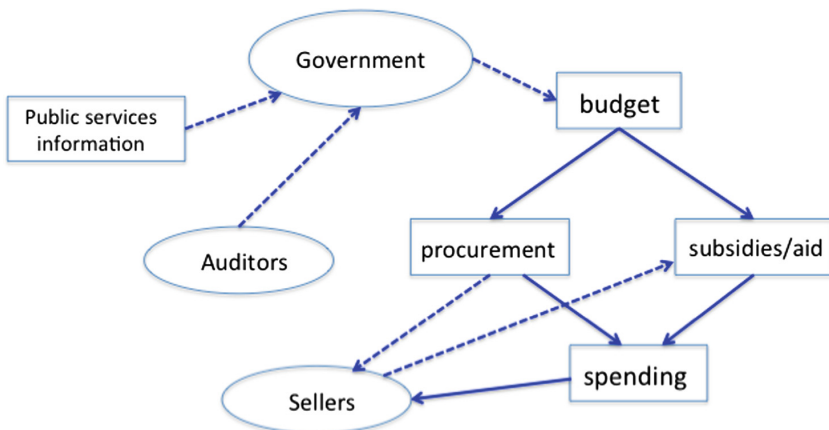 Government
budget
Public services
information
procurement
subsidies/aid
Auditors
spending
Sellers